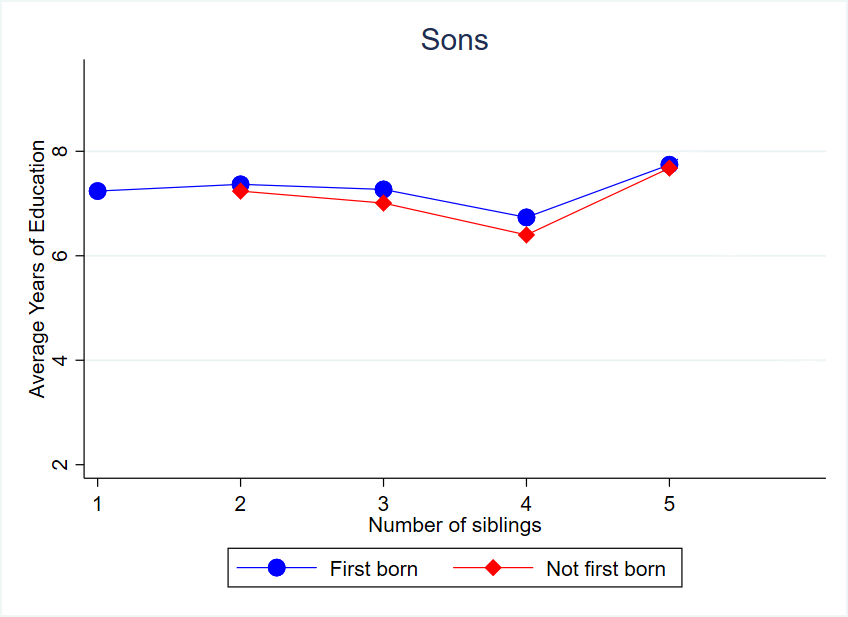 Sons
Average Years of Education
8
6
4
2
1 2 3 4 5
Number of siblings
First born Not first born